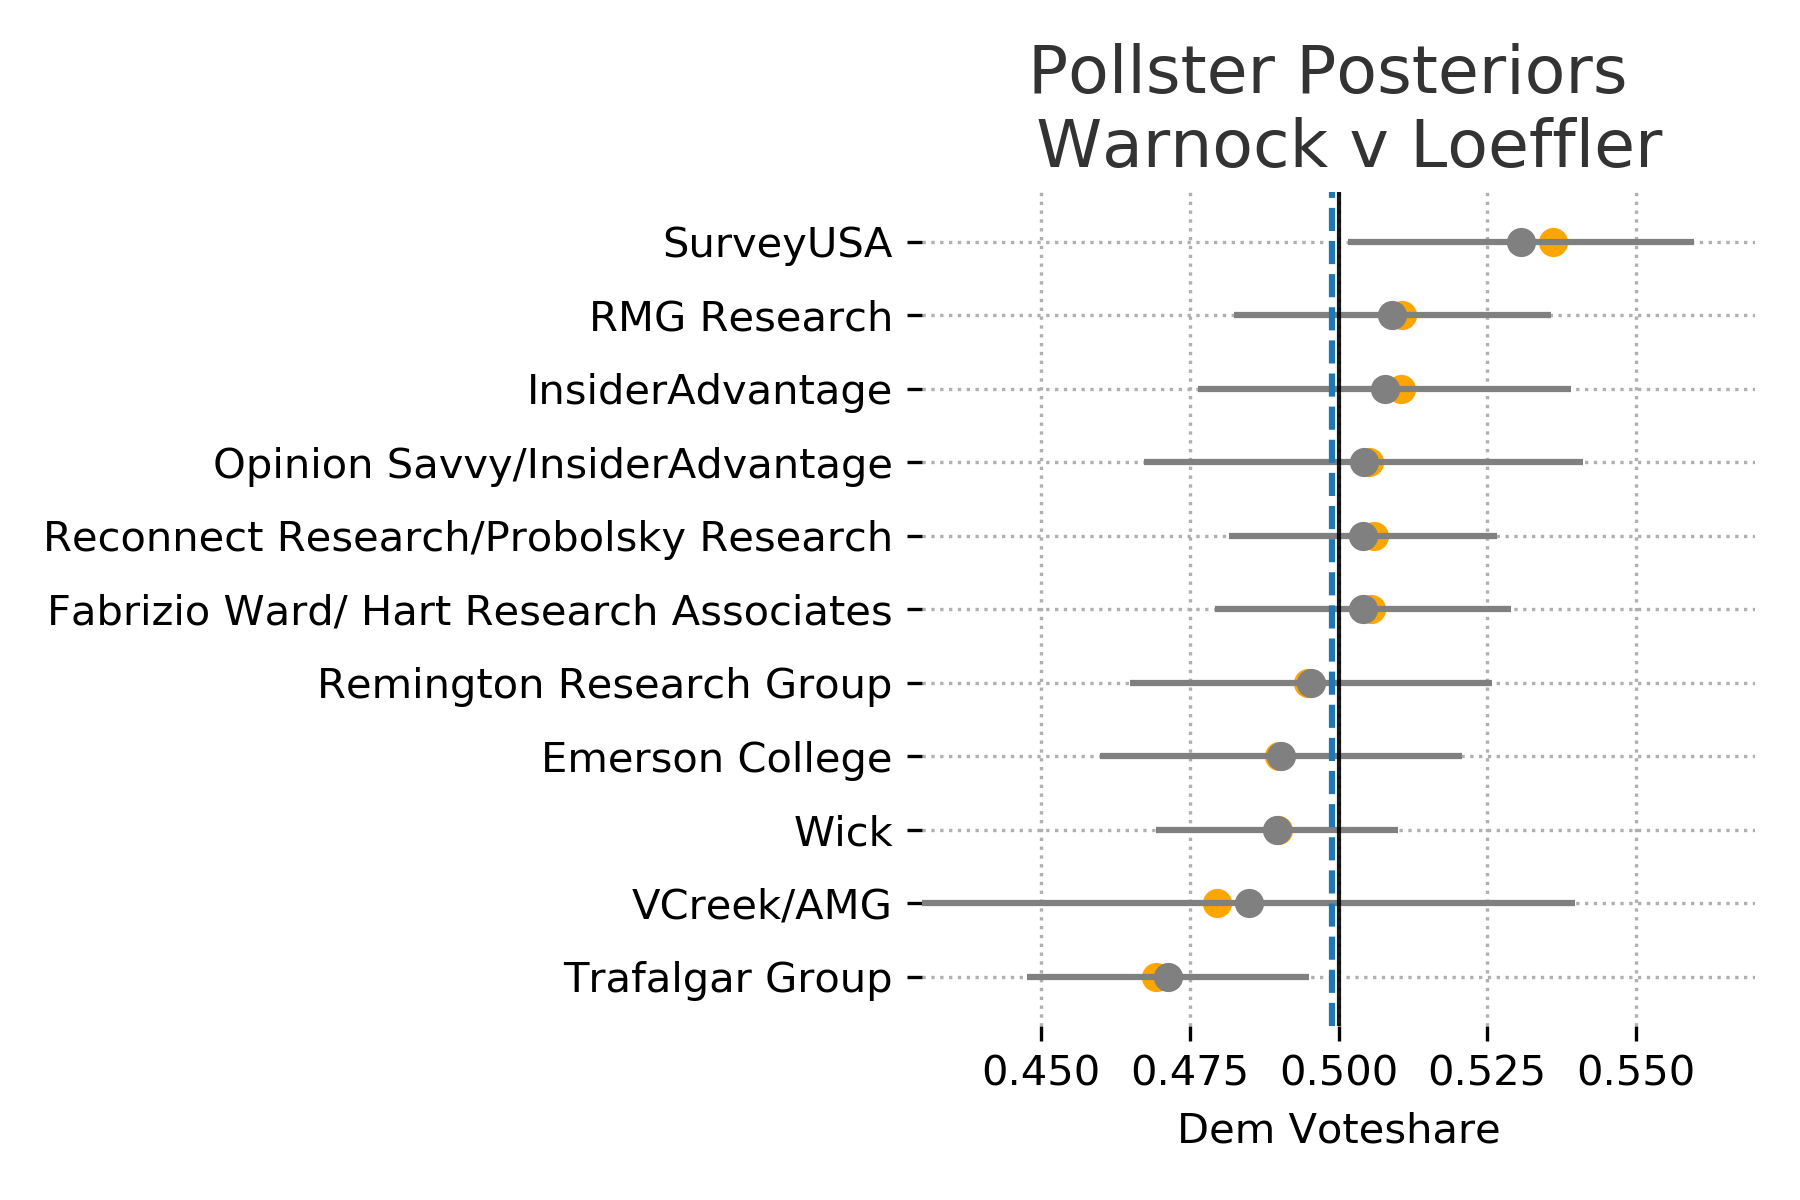 Pollster Posteriors
Warnock v Loeffler
SurveyUSA
RMG Research
InsiderAdvantage
Opinion Savvy/InsiderAdvantage
Reconnect Research/Probolsky Research
Fabrizio Ward/ Hart Research Associates
Remington Research Group
Emerson College
Wick
VCreek/AMG
Trafalgar Group
0.450 0.475 0.500 0.525 0.550
Dem Voteshare